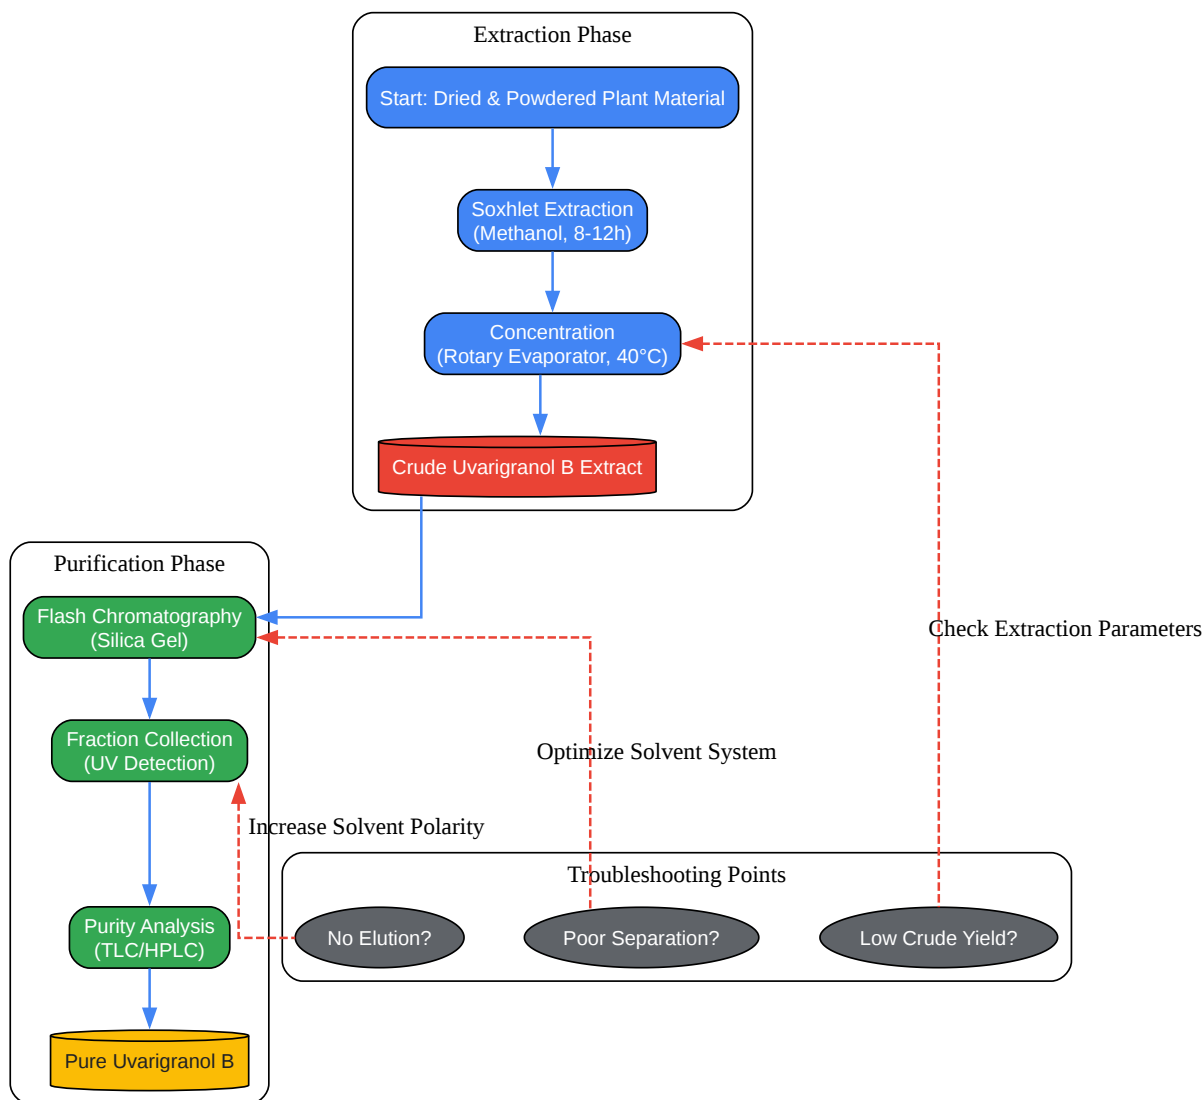 Extraction Phase
Start: Dried & Powdered Plant Material
Soxhlet Extraction
(Methanol, 8-12h)
Concentration
(Rotary Evaporator, 40°C)
Crude Uvarigranol B Extract
Purification Phase
Flash Chromatography
(Silica Gel)
Check Extraction Parameters
Fraction Collection
(UV Detection)
Optimize Solvent System
Increase Solvent Polarity
Troubleshooting Points
Purity Analysis
(TLC/HPLC)
No Elution?
Poor Separation?
Low Crude Yield?
Pure Uvarigranol B